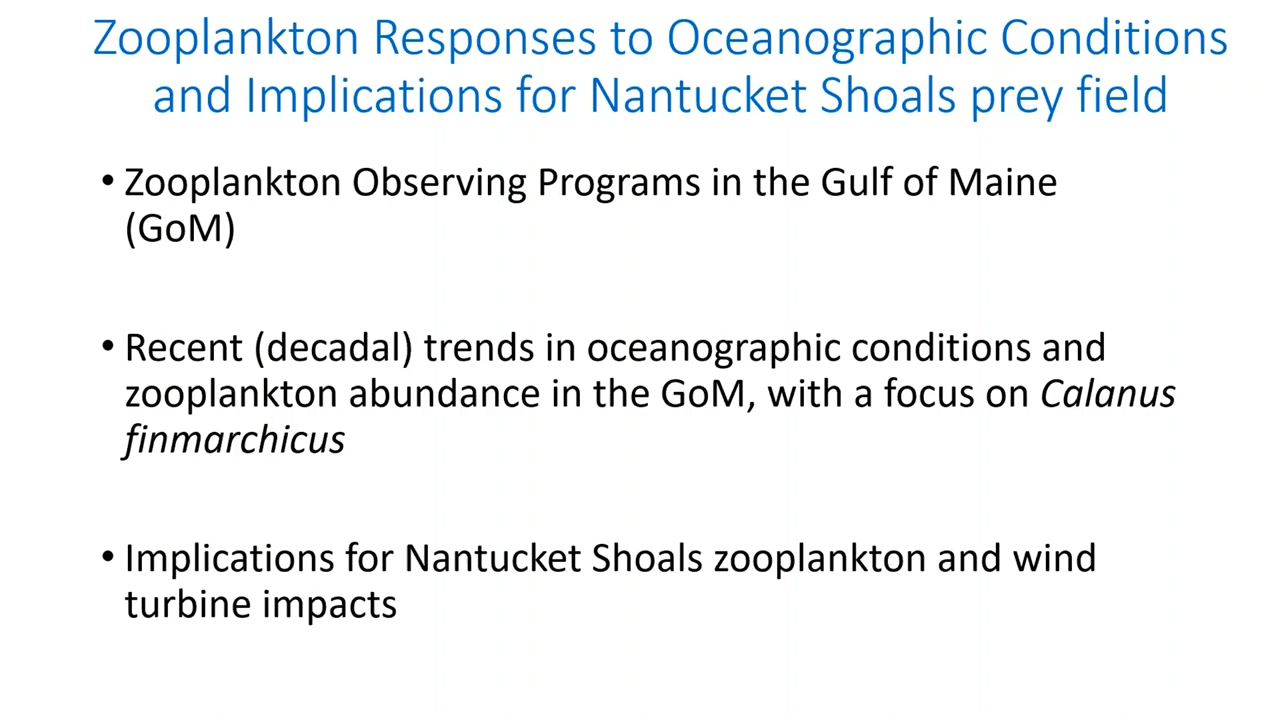 Zooplankton Responses to Oceanographic Conditions
and Implications for Nantucket Shoals prey field
• Zooplankton Observing Programs in the Gulf of Maine
(GoM)
• Recent (decadal) trends in oceanographic conditions and
zooplankton abundance in the GoM, with a focus on Calanus
finmarchicus
• Implications for Nantucket Shoals zooplankton and wind
turbine impacts